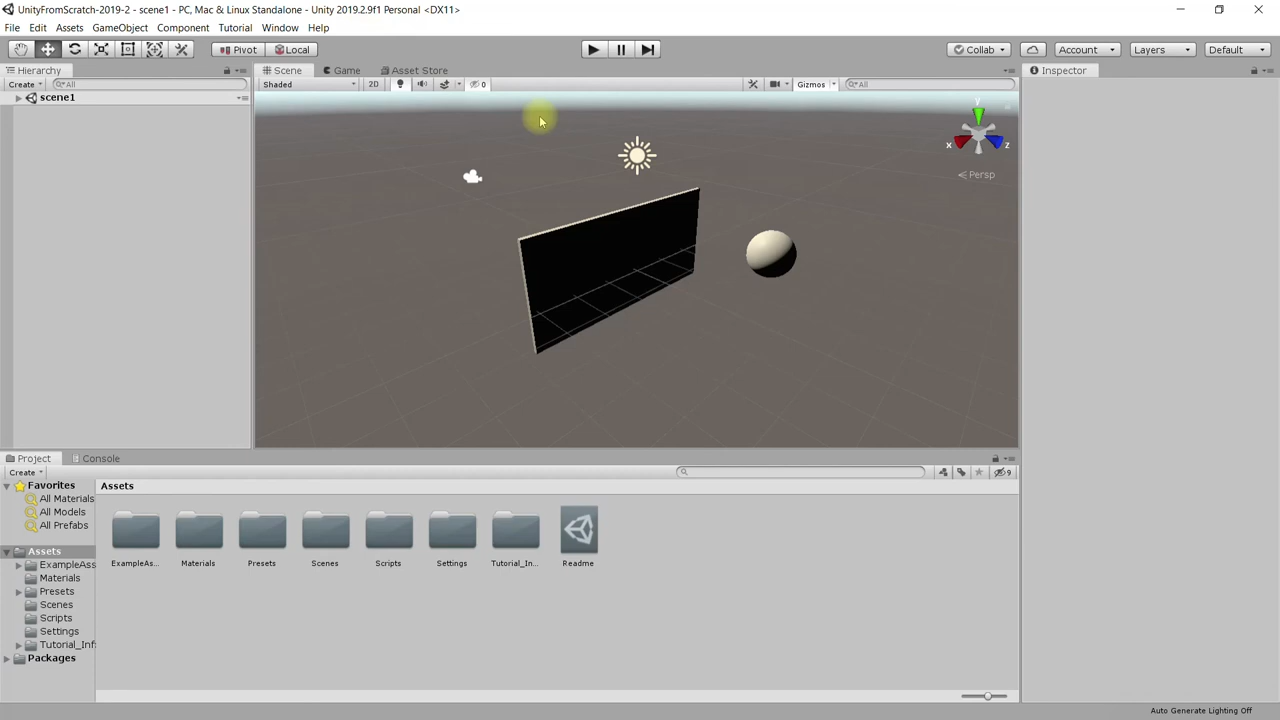 UnityFromScratch-2019-2 - scene1 - PC, Mac & Linux Standalone - Unity 2019.2.9f1 Personal <DX11>
File Edit Assets GameObject Component Tutorial Window Help
Pivot Local Collab Account Layers Default
Hierarchy Scene Game Asset Store Inspector
Create All Shaded 2D 0 Gizmos All
scene1
y
x z
Persp
Project Console
Create 9
Favorites
All Materials
All Models
All Prefabs
Assets
ExampleAss
Materials
Presets
Scenes
Scripts
Settings
Tutorial_Inf
Packages
Assets
ExampleAs... Materials Presets Scenes Scripts Settings Tutorial_In... Readme
Auto Generate Lighting Off